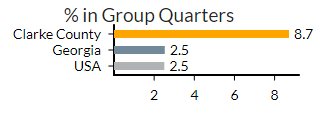 % in Group Quarters
Clarke County 8.7
Georgia 2.5
USA 2.5
2 4 6 8